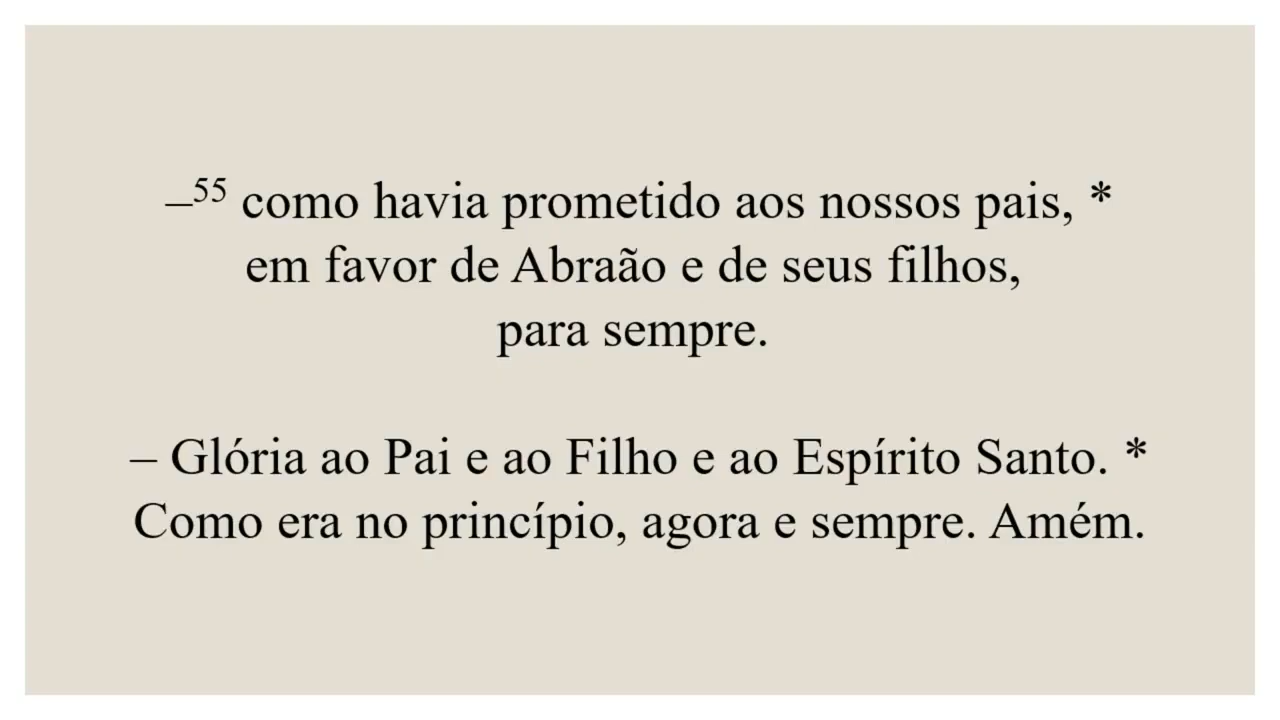 –55 como havia prometido aos nossos pais, *
em favor de Abraão e de seus filhos,
para sempre.
– Glória ao Pai e ao Filho e ao Espírito Santo. *
Como era no princípio, agora e sempre. Amém.